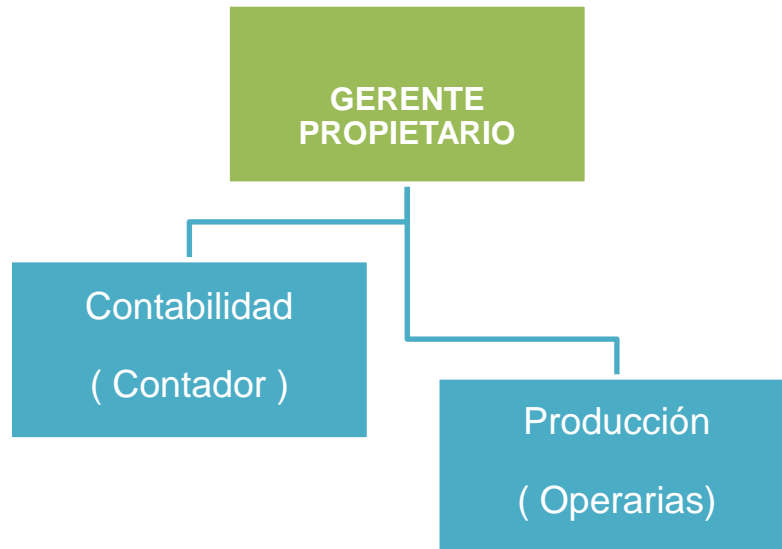 GERENTE
PROPIETARIO
Contabilidad
( Contador )
Producción
( Operarias)